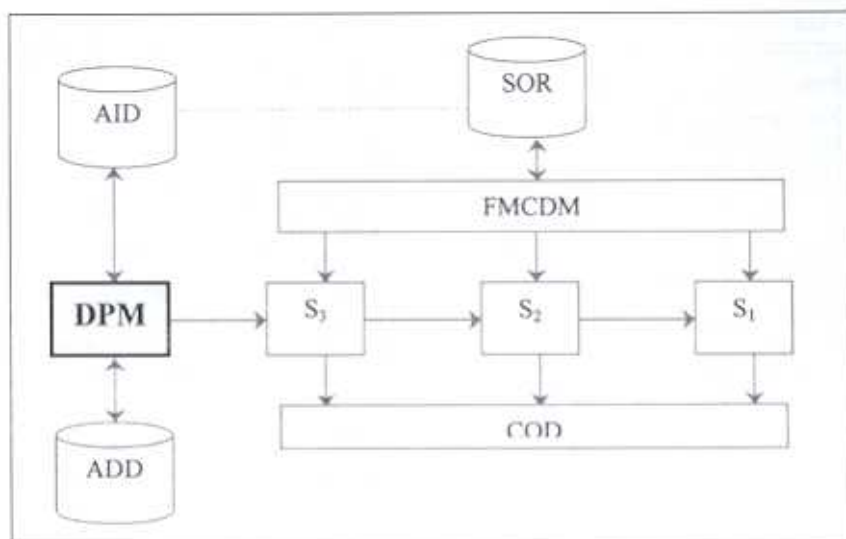 AID
SOR
FMCDM
DPM
S₃
S₂
S₁
COD
ADD